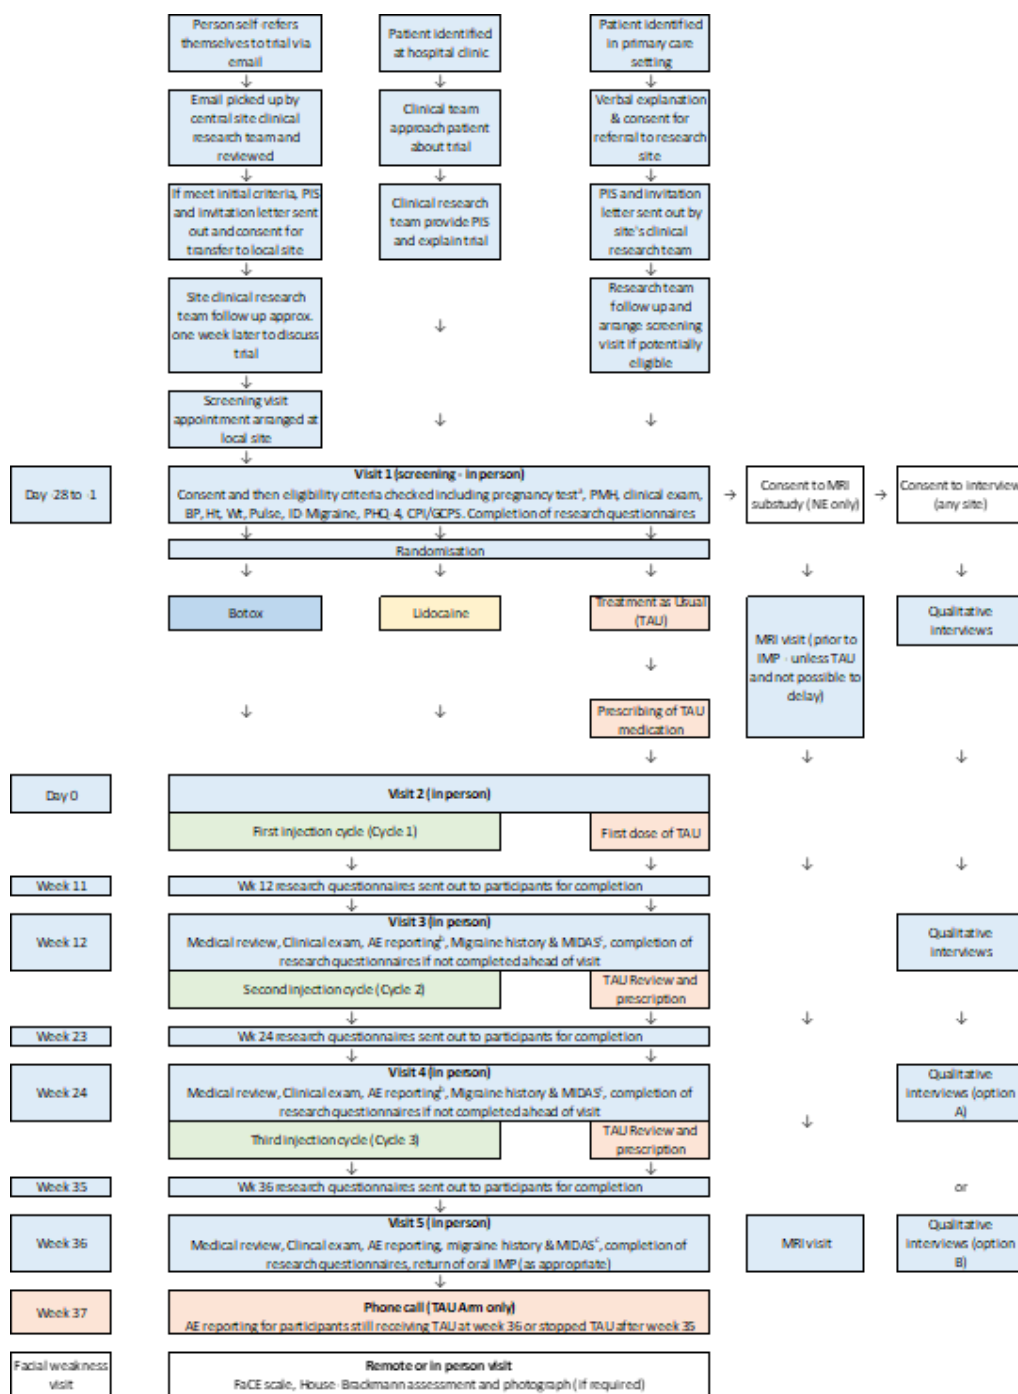 Person self-refers
themselves to trial via
email
Patient identified
at hospital clinic
Patient identified
in primary care
setting
Email picked up by
central site clinical
research team and
reviewed
Clinical team
approach patient
about trial
Verbal explanation
& consent for
referral to research
site
If meet initial criteria, PIS
and invitation letter sent
out and consent for
transfer to local site
Clinical research
team provide PIS
and explain trial
PIS and invitation
letter sent out by
site's clinical
research team
Site clinical research
team follow up approx.
one week later to discuss
trial
Research team
follow up and
arrange screening
visit if potentially
eligible
Screening visit
appointment arranged at
local site
Day -28 to -1
Visit 1 (screening - in person)
Consent and then eligibility criteria checked including pregnancy testª, PMH, clinical exam,
BP, Ht, Wt, Pulse, ID Migraine, PHQ-4, CPI/GCPS. Completion of research questionnaires
Consent to MRI
substudy (NE only)
Consent to interview
(any site)
Randomisation
Botox
Lidocaine
Treatment as Usual
(TAU)
MRI visit (prior to
IMP - unless TAU
and not possible to
delay)
Qualitative
interviews
Prescribing of TAU
medication
Day 0
Visit 2 (in person)
First injection cycle (Cycle 1)
First dose of TAU
Week 11
Wk 12 research questionnaires sent out to participants for completion
Week 12
Visit 3 (in person)
Medical review, Clinical exam, AE reportingᵇ, Migraine history & MIDASᶜ, completion of
research questionnaires if not completed ahead of visit
Qualitative
interviews
Second injection cycle (Cycle 2)
TAU Review and
prescription
Week 23
Wk 24 research questionnaires sent out to participants for completion
Week 24
Visit 4 (in person)
Medical review, Clinical exam, AE reportingᵇ, Migraine history & MIDASᶜ, completion of
research questionnaires if not completed ahead of visit
Qualitative
interviews (option
A)
Third injection cycle (Cycle 3)
TAU Review and
prescription
Week 35
Wk 36 research questionnaires sent out to participants for completion
or
Week 36
Visit 5 (in person)
Medical review, Clincal exam, AE reporting, migraine history & MIDASᶜ, completion of
research questionnaires, return of oral IMP (as appropriate)
MRI visit
Qualitative
interviews (option
B)
Week 37
Phone call (TAU Arm only)
AE reporting for participants still receiving TAU at week 36 or stopped TAU after week 35
Facial weakness
visit
Remote or in person visit
FaCE scale, House-Brackmann assessment and photograph (if required)